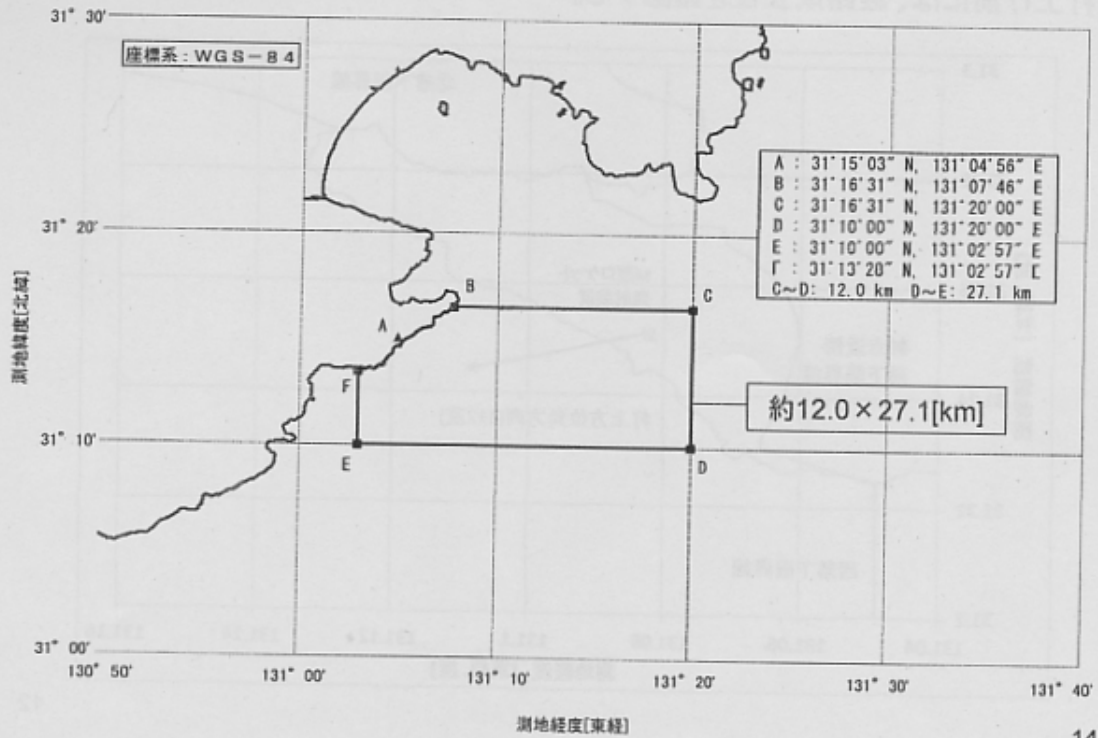 31° 30'
座標系：WGS－84
A : 31°15'03" N, 131°04'56" E
B : 31°16'31" N, 131°07'46" E
C : 31°16'31" N, 131°20'00" E
D : 31°10'00" N, 131°20'00" E
E : 31°10'00" N, 131°02'57" E
F : 31°13'20" N, 131°02'57" E
C~D: 12.0 km D~E: 27.1 km
31° 20'
測地緯度[北緯]
B
C
A
F
約12.0×27.1[km]
31° 10'
E
D
31° 00'
130° 50'
131° 00'
131° 10'
131° 20'
131° 30'
131° 40'
測地経度[東経]
14